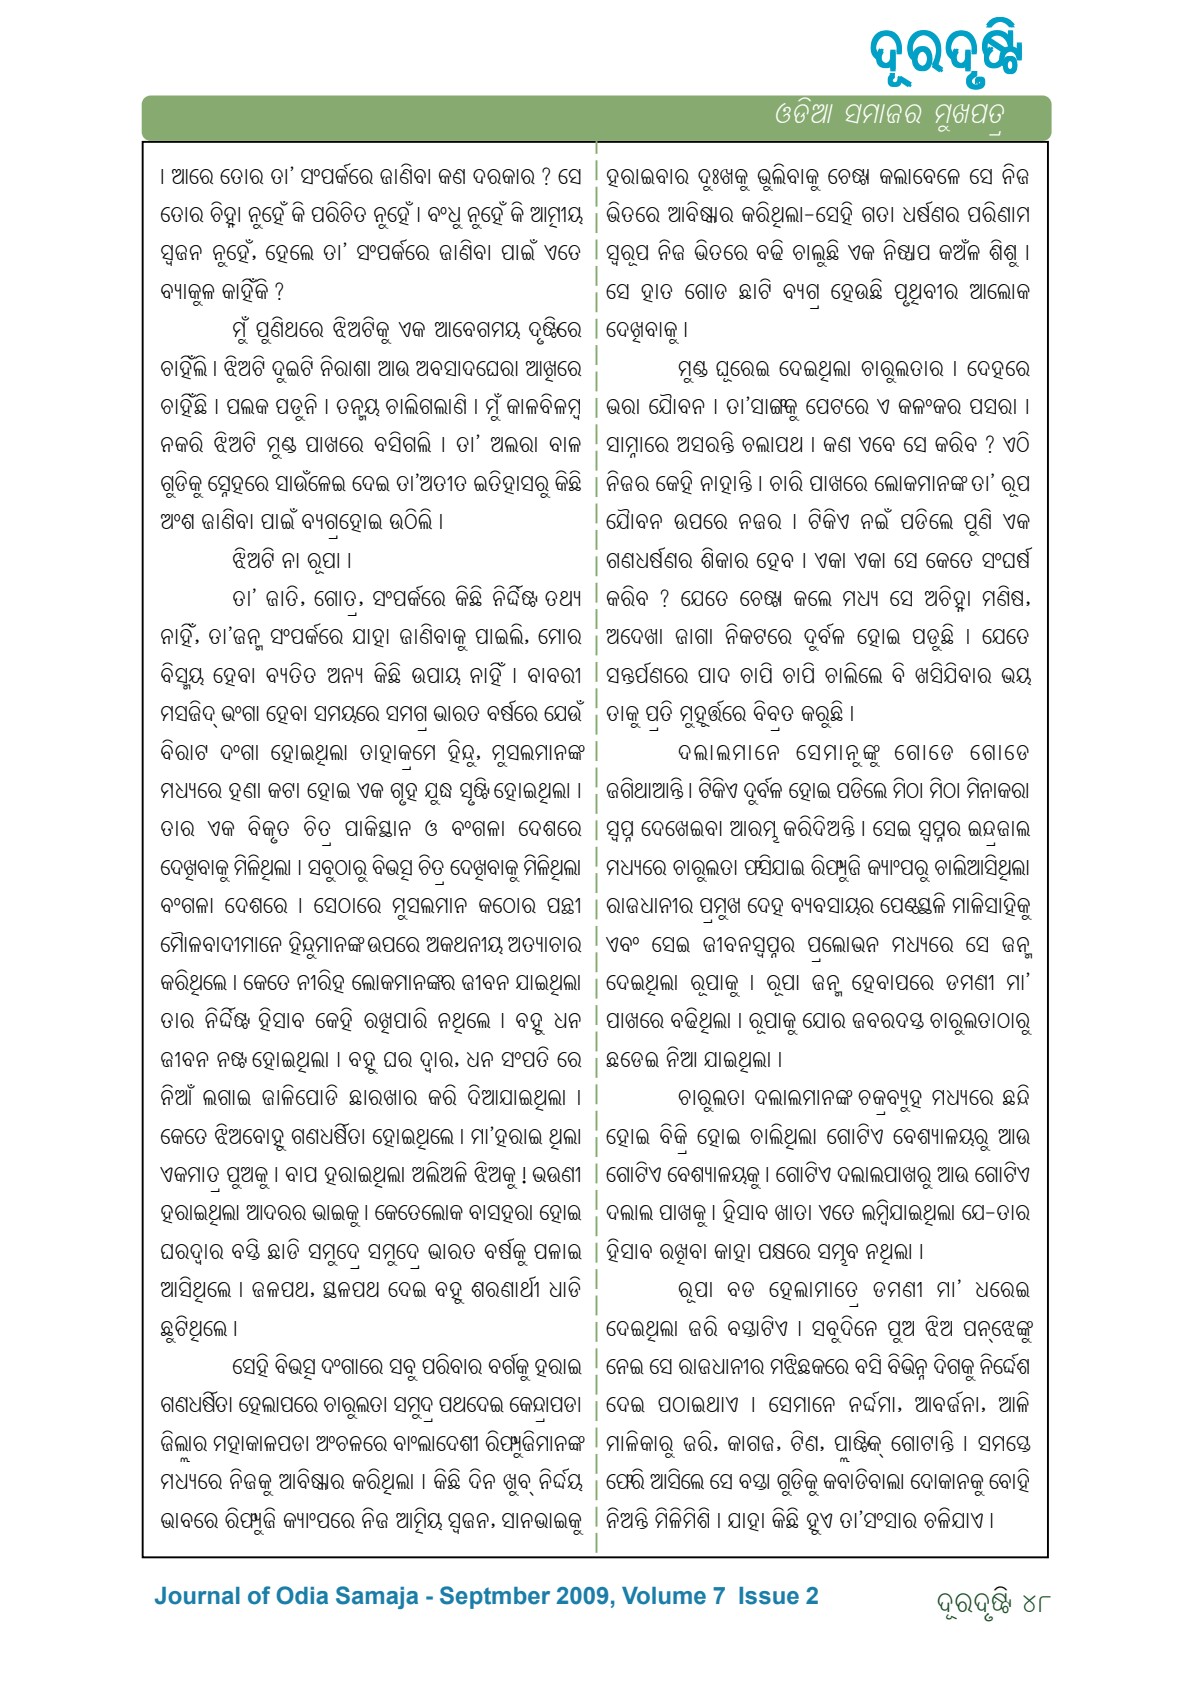 ଦୂରଦୃଷ୍ଟି
ଓଡିଆ ସମାଜର ମୁଖପତ୍ର
। ଆରେ ତୋର ତା’ ସଂପର୍କରେ ଜାଣିବା କଣ ଦରକାର ? ସେ
ତୋର ଚିହ୍ନା ନୁହେଁ କି ପରିଚିତ ନୁହେଁ । ବଂଧୁ ନୁହେଁ କି ଆତ୍ମୀୟ
ସ୍ୱଜନ ନୁହେଁ, ହେଲେ ତା’ ସଂପର୍କରେ ଜାଣିବା ପାଇଁ ଏତେ
ବ୍ୟାକୁଳ କାହିଁକି ?
ମୁଁ ପୁଣିଥରେ ଝିଅଟିକୁ ଏକ ଆବେଗମୟ ଦୃଷ୍ଟିରେ
ଚାହିଁଲି । ଝିଅଟି ଦୁଇଟି ନିରାଶା ଆଉ ଅବସାଦଘେରା ଆଖିରେ
ଚାହିଁଛି । ପଲକ ପଡୁନି । ତନ୍ମୟ ଚାଲିଗଲାଣି । ମୁଁ କାଳବିଳମ୍ବ
ନକରି ଝିଅଟି ମୁଣ୍ଡ ପାଖରେ ବସିଗଲି । ତା’ ଅଲରା ବାଳ
ଗୁଡିକୁ ସ୍ନେହରେ ସାଉଁଳେଇ ଦେଇ ତା’ଅତୀତ ଇତିହାସରୁ କିଛି
ଅଂଶ ଜାଣିବା ପାଇଁ ବ୍ୟଗ୍ରହୋଇ ଉଠିଲି ।
ଝିଅଟି ନା ରୂପା ।
ତା’ ଜାତି, ଗୋତ୍ର, ସଂପର୍କରେ କିଛି ନିର୍ଦ୍ଦିଷ୍ଟ ତଥ୍ୟ
ନାହିଁ, ତା’ଜନ୍ମ ସଂପର୍କରେ ଯାହା ଜାଣିବାକୁ ପାଇଲି, ମୋର
ବିସ୍ମୟ ହେବା ବ୍ୟତିତ ଅନ୍ୟ କିଛି ଉପାୟ ନାହିଁ । ବାବରୀ
ମସଜିଦ୍ ଭଂଗା ହେବା ସମୟରେ ସମଗ୍ର ଭାରତ ବର୍ଷରେ ଯେଉଁ
ବିରାଟ ଦଂଗା ହୋଇଥିଲା ତାହାକ୍ରମେ ହିନ୍ଦୁ, ମୁସଲମାନଙ୍କ
ମଧ୍ୟରେ ହଣା କଟା ହୋଇ ଏକ ଗୃହ ଯୁଦ୍ଧ ସୃଷ୍ଟି ହୋଇଥିଲା ।
ତାର ଏକ ବିକୃତ ଚିତ୍ର ପାକିସ୍ଥାନ ଓ ବଂଗଳା ଦେଶରେ
ଦେଖିବାକୁ ମିଳିଥିଲା । ସବୁଠାରୁ ବିଭତ୍ସ ଚିତ୍ର ଦେଖିବାକୁ ମିଳିଥିଲା
ବଂଗଳା ଦେଶରେ । ସେଠାରେ ମୁସଲମାନ କଠୋର ପଛୀ
ମୌଳବାଦୀମାନେ ହିନ୍ଦୁମାନଙ୍କ ଉପରେ ଅକଥନୀୟ ଅତ୍ୟାଚାର
କରିଥିଲେ । କେତେ ନୀରିହ ଲୋକମାନଙ୍କର ଜୀବନ ଯାଇଥିଲା
ତାର ନିର୍ଦ୍ଦିଷ୍ଟ ହିସାବ କେହି ରଖିପାରି ନଥିଲେ । ବହୁ ଧନ
ଜୀବନ ନଷ୍ଟ ହୋଇଥିଲା । ବହୁ ଘର ଦ୍ୱାର, ଧନ ସଂପତି ରେ
ନିଆଁ ଲଗାଇ ଜାଳିପୋଡି ଛାରଖାର କରି ଦିଆଯାଇଥିଲା ।
କେତେ ଝିଅବୋହୁ ଗଣଧର୍ଷିତା ହୋଇଥିଲେ । ମା’ହରାଇ ଥିଲା
ଏକମାତ୍ର ପୁଅକୁ । ବାପ ହରାଇଥିଲା ଅଲିଅଳି ଝିଅକୁ ! ଭଉଣୀ
ହରାଇଥିଲା ଆଦରର ଭାଇକୁ । କେତେଲୋକ ବାସହରା ହୋଇ
ଘରଦ୍ୱାର ବସ୍ତି ଛାଡି ସମୁଦ୍ରେ ସମୁଦ୍ରେ ଭାରତ ବର୍ଷକୁ ପଳାଇ
ଆସିଥିଲେ । ଜଳପଥ, ସ୍ଥଳପଥ ଦେଇ ବହୁ ଶରଣାର୍ଥୀ ଧାଡି
ଛୁଟିଥିଲେ ।
ସେହି ବିଭତ୍ସ ଦଂଗାରେ ସବୁ ପରିବାର ବର୍ଗକୁ ହରାଇ
ଗଣଧର୍ଷିତା ହେଲାପରେ ଚାରୁଲତା ସମୁଦ୍ର ପଥଦେଇ କେନ୍ଦ୍ରାପଡା
ଜିଲ୍ଲାର ମହାକାଳପଡା ଅଂଚଳରେ ବାଂଲାଦେଶୀ ରିଫ୍ୟୁଜିମାନଙ୍କ
ମଧ୍ୟରେ ନିଜକୁ ଆବିଷ୍କାର କରିଥିଲା । କିଛି ଦିନ ଖୁବ୍ ନିର୍ଦ୍ଦୟ
ଭାବରେ ରିଫ୍ୟୁଜି କ୍ୟାଂପରେ ନିଜ ଆତ୍ମିୟ ସ୍ୱଜନ, ସାନଭାଇକୁ
ହରାଇବାର ଦୁଃଖକୁ ଭୁଲିବାକୁ ଚେଷ୍ଟା କଲାବେଳେ ସେ ନିଜ
ଭିତରେ ଆବିଷ୍କାର କରିଥିଲା-ସେହି ଗତା ଧର୍ଷଣର ପରିଣାମ
ସ୍ୱରୂପ ନିଜ ଭିତରେ ବଢି ଚାଲୁଛି ଏକ ନିଷ୍ପାପ କଅଁଳ ଶିଶୁ ।
ସେ ହାତ ଗୋଡ ଛାଟି ବ୍ୟଗ୍ର ହେଉଛି ପୃଥିବୀର ଆଲୋକ
ଦେଖିବାକୁ ।
ମୁଣ୍ଡ ଘୂରେଇ ଦେଇଥିଲା ଚାରୁଲତାର । ଦେହରେ
ଭରା ଯୌବନ । ତା’ସାଙ୍ଗକୁ ପେଟରେ ଏ କଳଂକର ପସରା ।
ସାମ୍ନାରେ ଅସରନ୍ତି ଚଲାପଥ । କଣ ଏବେ ସେ କରିବ ? ଏଠି
ନିଜର କେହି ନାହାନ୍ତି । ଚାରି ପାଖରେ ଲୋକମାନଙ୍କ ତା’ ରୂପ
ଯୌବନ ଉପରେ ନଜର । ଟିକିଏ ନଇଁ ପଡିଲେ ପୁଣି ଏକ
ଗଣଧର୍ଷଣର ଶିକାର ହେବ । ଏକା ଏକା ସେ କେତେ ସଂଘର୍ଷ
କରିବ ? ଯେତେ ଚେଷ୍ଟା କଲେ ମଧ୍ୟ ସେ ଅଚିହ୍ନା ମଣିଷ,
ଅଦେଖା ଜାଗା ନିକଟରେ ଦୁର୍ବଳ ହୋଇ ପଡୁଛି । ଯେତେ
ସନ୍ତର୍ପଣରେ ପାଦ ଚାପି ଚାପି ଚାଲିଲେ ବି ଖସିଯିବାର ଭୟ
ତାକୁ ପ୍ରତି ମୁହୂର୍ତ୍ତରେ ବିବ୍ରତ କରୁଛି ।
ଦଲାଲମାନେ ସେମାନୁଙ୍କୁ ଗୋଡେ ଗୋଡେ
ଜଗିଥାଆନ୍ତି । ଟିକିଏ ଦୁର୍ବଳ ହୋଇ ପଡିଲେ ମିଠା ମିଠା ମିନାକରା
ସ୍ୱପ୍ନ ଦେଖେଇବା ଆରମ୍ଭ କରିଦିଅନ୍ତି । ସେଇ ସ୍ୱପ୍ନର ଇନ୍ଦ୍ରଜାଲ
ମଧ୍ୟରେ ଚାରୁଲତା ଫସିଯାଇ ରିଫ୍ୟୁଜି କ୍ୟାଂପରୁ ଚାଲିଆସିଥିଲା
ରାଜଧାନୀର ପ୍ରମୁଖ ଦେହ ବ୍ୟବସାୟର ପେଣ୍ଠସ୍ଥଳି ମାଳିସାହିକୁ
ଏବଂ ସେଇ ଜୀବନସ୍ୱପ୍ନର ପ୍ରଲୋଭନ ମଧ୍ୟରେ ସେ ଜନ୍ମ
ଦେଇଥିଲା ରୂପାକୁ । ରୂପା ଜନ୍ମ ହେବାପରେ ଡମଣୀ ମା’
ପାଖରେ ବଢିଥିଲା । ରୂପାକୁ ଯୋର ଜବରଦସ୍ତ ଚାରୁଲତାଠାରୁ
ଛଡେଇ ନିଆ ଯାଇଥିଲା ।
ଚାରୁଲତା ଦଲାଲମାନଙ୍କ ଚକ୍ରବ୍ୟୁହ ମଧ୍ୟରେ ଛନ୍ଦି
ହୋଇ ବିକ୍ରି ହୋଇ ଚାଲିଥିଲା ଗୋଟିଏ ବେଶ୍ୟାଳୟରୁ ଆଉ
ଗୋଟିଏ ବେଶ୍ୟାଳୟକୁ । ଗୋଟିଏ ଦଲାଲପାଖରୁ ଆଉ ଗୋଟିଏ
ଦଲାଲ ପାଖକୁ । ହିସାବ ଖାତା ଏତେ ଲମ୍ବିଯାଇଥିଲା ଯେ-ତାର
ହିସାବ ରଖିବା କାହା ପକ୍ଷରେ ସମ୍ଭବ ନଥିଲା ।
ରୂପା ବଡ ହେଲାମାତ୍ରେ ଡମଣୀ ମା’ ଧରେଇ
ଦେଇଥିଲା ଜରି ବସ୍ତାଟିଏ । ସବୁଦିନେ ପୁଅ ଝିଅ ପନ୍ଝେଙ୍କୁ
ନେଇ ସେ ରାଜଧାନୀର ମଝିଛକରେ ବସି ବିଭିନ୍ନ ଦିଗକୁ ନିର୍ଦ୍ଦେଶ
ଦେଇ ପଠାଇଥାଏ । ସେମାନେ ନର୍ଦ୍ଦମା, ଆବର୍ଜନା, ଆଳି
ମାଳିକାରୁ ଜରି, କାଗଜ, ଟିଣ, ପ୍ଲାଷ୍ଟିକ୍ ଗୋଟାନ୍ତି । ସମସ୍ତେ
ଫେରି ଆସିଲେ ସେ ବସ୍ତା ଗୁଡିକୁ କବାଡିବାଲା ଦୋକାନକୁ ବୋହି
ନିଅନ୍ତି ମିଳିମିଶି । ଯାହା କିଛି ହୁଏ ତା’ସଂସାର ଚଳିଯାଏ ।
Journal of Odia Samaja - Septmber 2009, Volume 7 Issue 2
ଦୂରଦୃଷ୍ଟି ୪୮